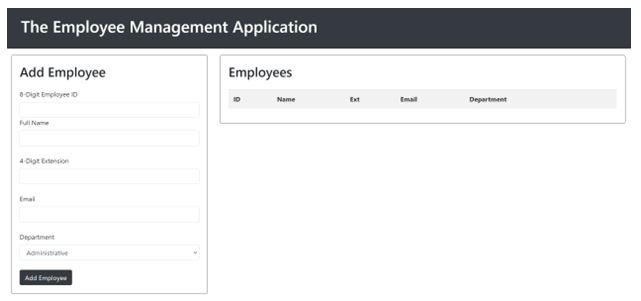 The Employee Management Application
Add Employee
8-Digit Employee ID
Full Name
4-Digit Extension
Email
Department
Administrative
Add Employee
Employees
ID Name Ext Email Department